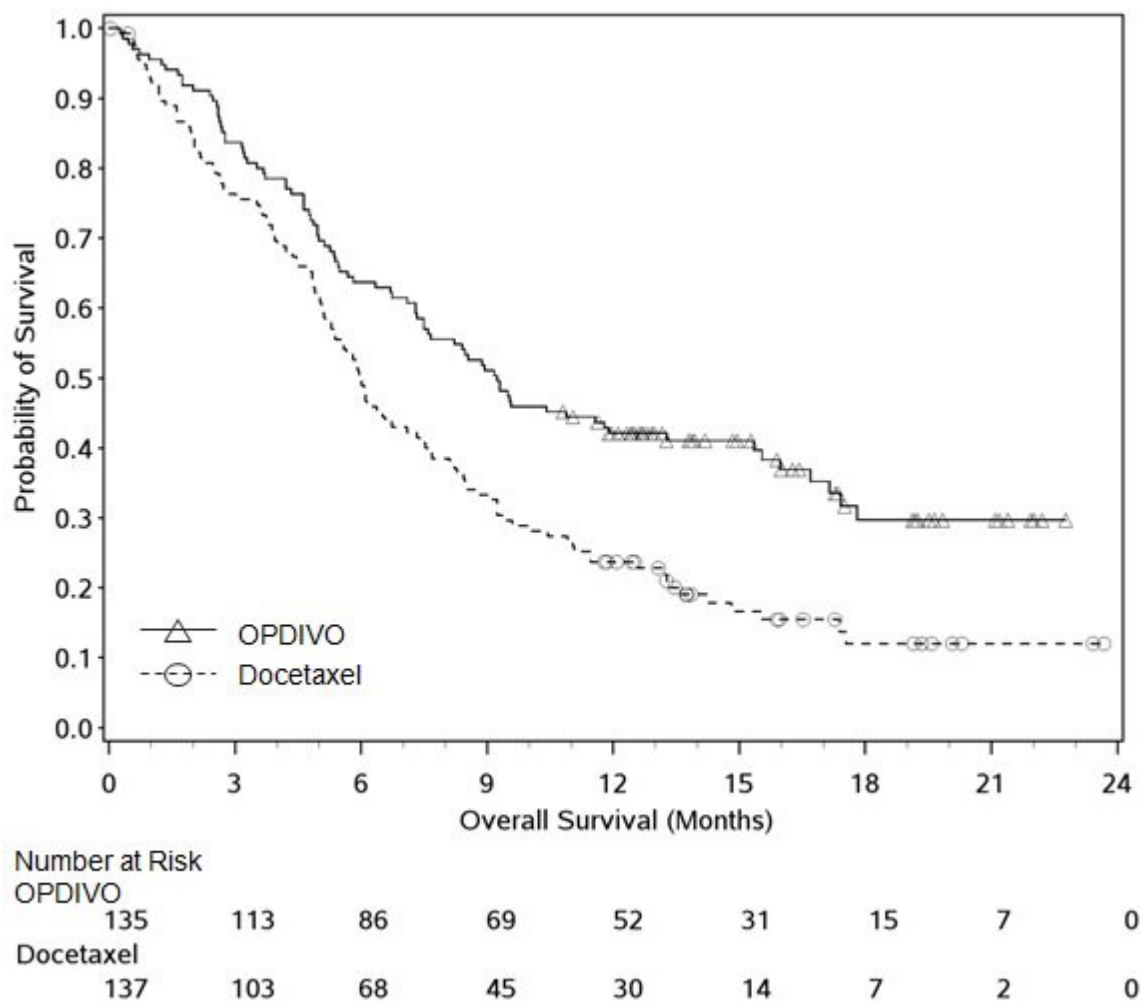 1.0
0.9
0.8
0.7
0.6
0.5
0.4
0.3
0.2
0.1
0.0
Probability of Survival
OPDIVO
Docetaxel
0 3 6 9 12 15 18 21 24
Overall Survival (Months)
Number at Risk
OPDIVO
135 113 86 69 52 31 15 7 0
Docetaxel
137 103 68 45 30 14 7 2 0